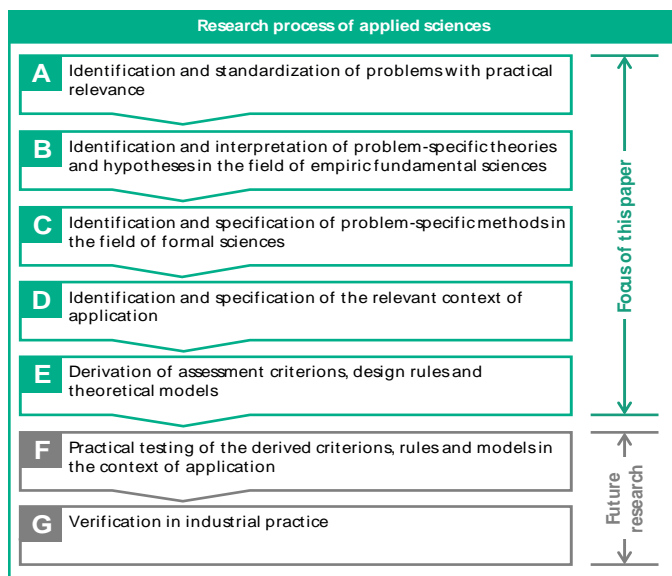 Research process of applied sciences
A
Identification and standardization of problems with practical
relevance
B
Identification and interpretation of problem-specific theories
and hypotheses in the field of empiric fundamental sciences
C
Identification and specification of problem-specific methods in
the field of formal sciences
D
Identification and specification of the relevant context of
application
E
Derivation of assessment criterions, design rules and
theoretical models
F
Practical testing of the derived criterions, rules and models in
the context of application
G
Verification in industrial practice
Focus of this paper
Future
research